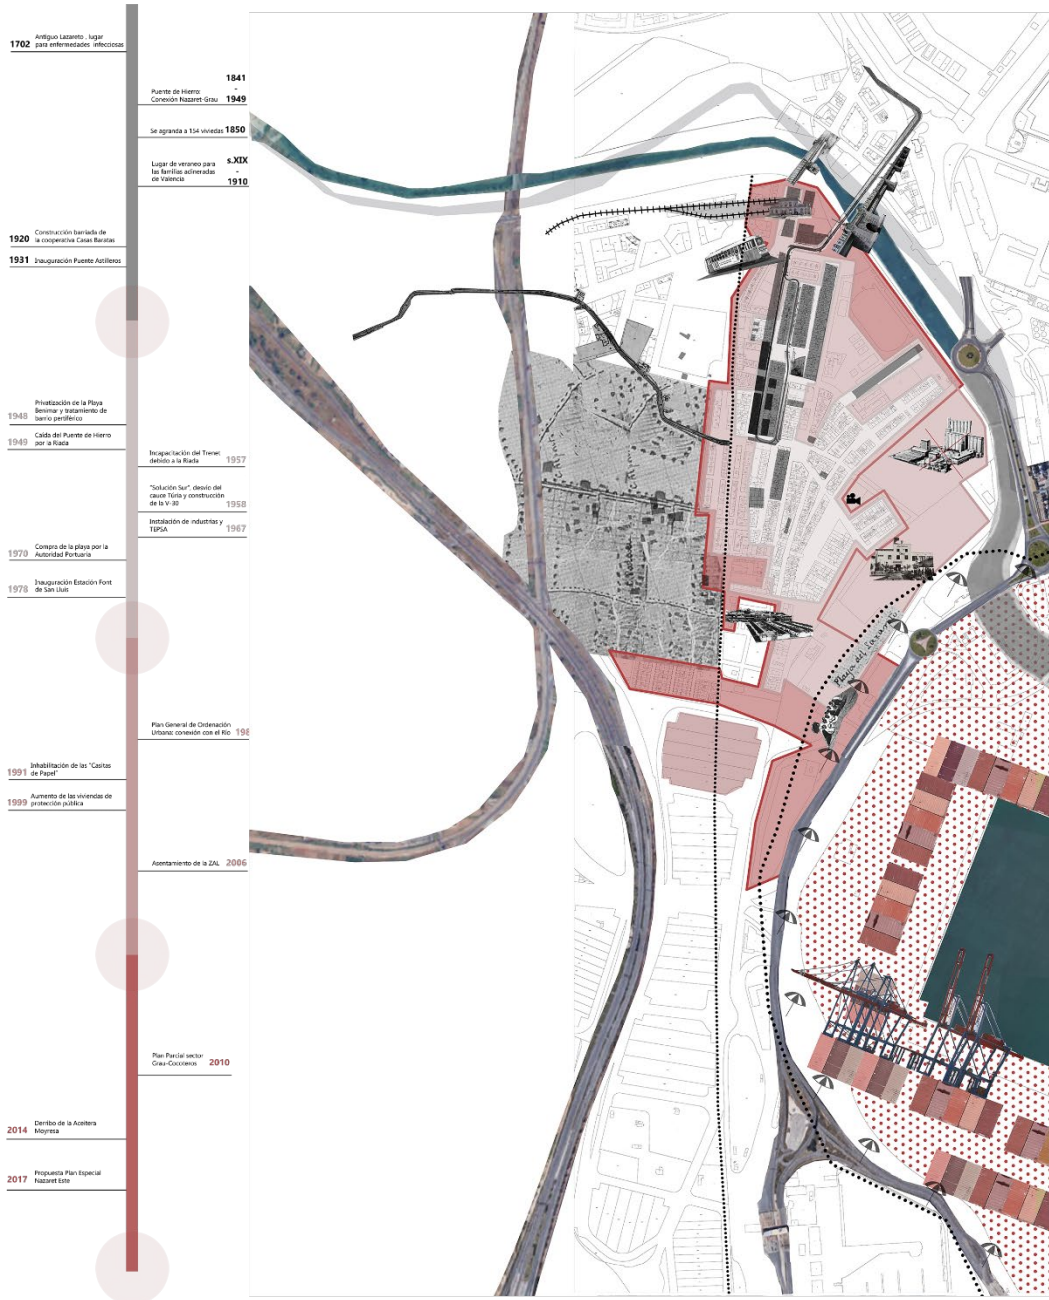 1702
Antiguo Lazareto , lugar
para enfermedades infecciosas
1841
-
1949
Puente de Hierro:
Conexión Nazaret-Grau
Se agranda a 154 viviedas 1850
s.XIX
-
1910
Lugar de veraneo para
las familias adineradas
de Valencia
1920
Construcción barriada de
la cooperativa Casas Baratas
1931 Inauguración Puente Astilleros
1948
Privatización de la Playa
Benimar y tratamiento de
barrio periférico
1949
Caída del Puente de Hierro
por la Riada
Incapacitación del Trenet
debido a la Riada 1957
"Solución Sur", desvío del
cauce Túria y construcción
de la V-30 1958
Instalación de industrias y
TEPSA 1967
1970
Compra de la playa por la
Autoridad Portuaria
1978
Inauguración Estación Font
de San Lluís
Plan General de Ordenación
Urbana: conexión con el Río 198
1991
Inhabilitación de las "Casitas
de Papel"
1999
Aumento de las viviendas de
protección pública
Asentamiento de la ZAL 2006
Plan Parcial sector
Grau-Cocoteros 2010
2014
Derribo de la Aceitera
Moyresa
2017
Propuesta Plan Especial
Nazaret Este
Playa del